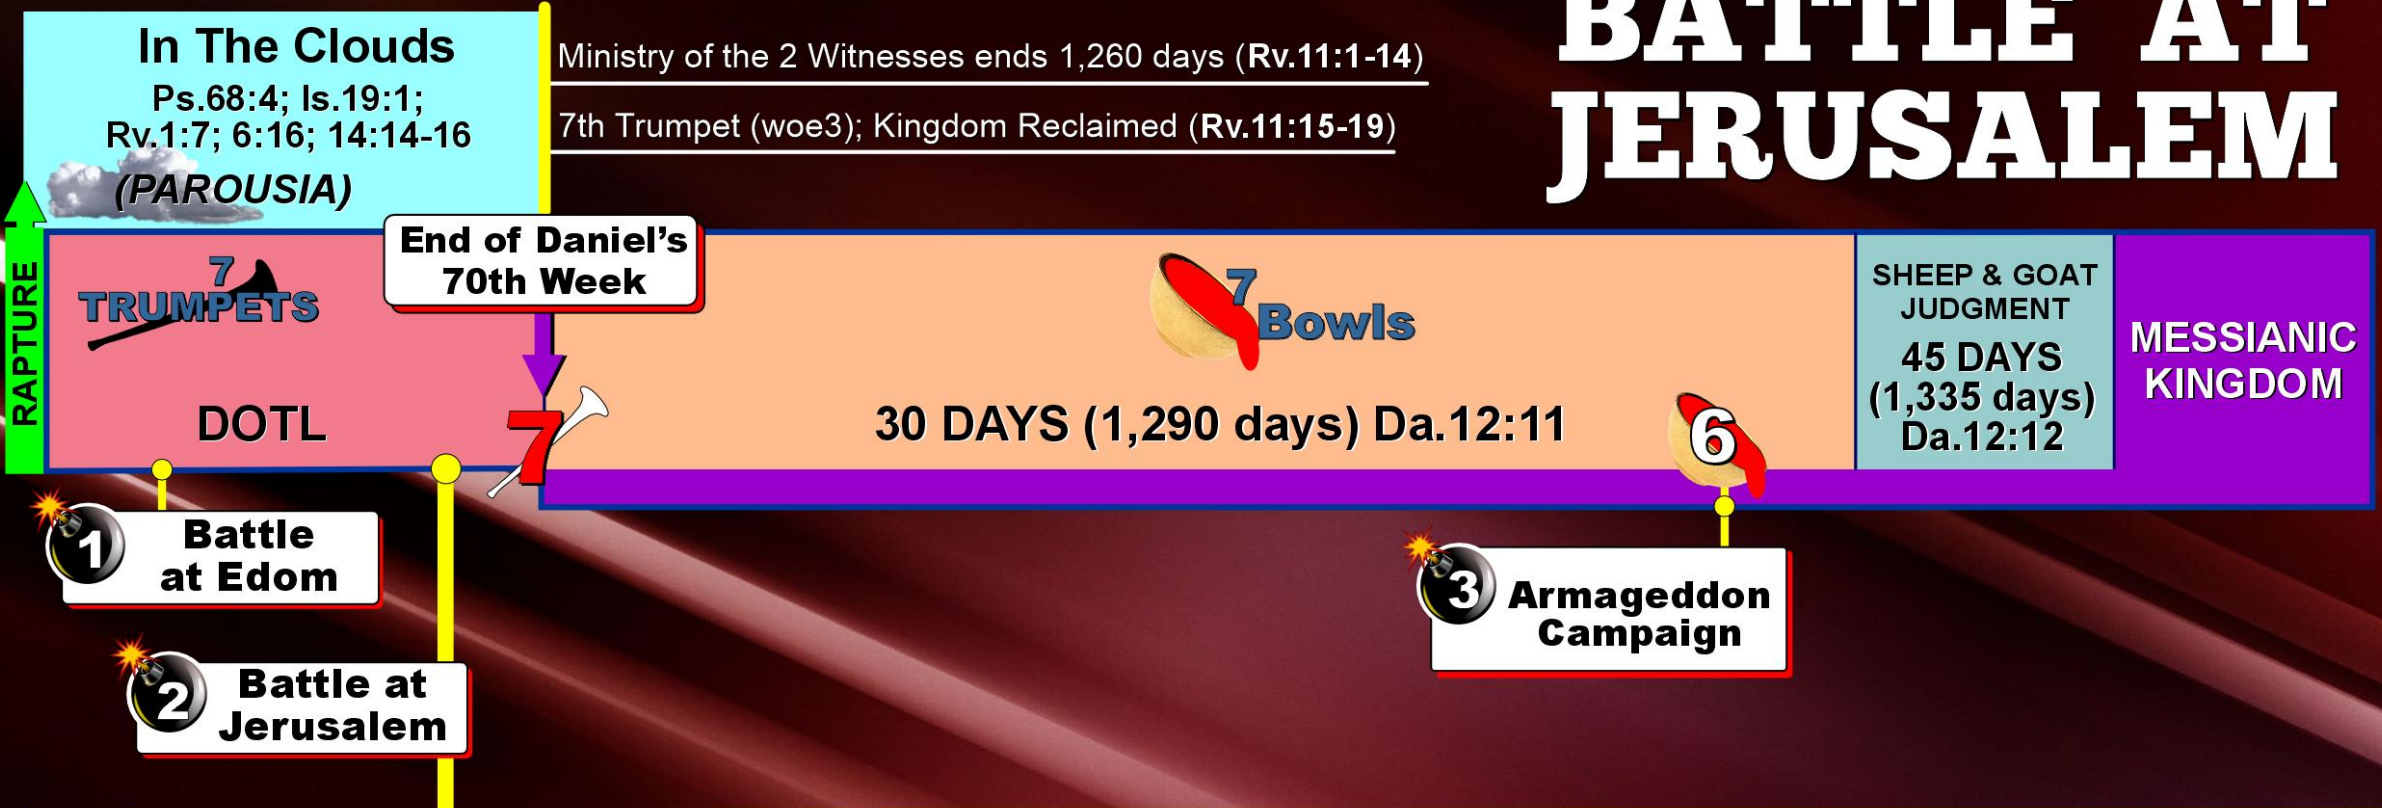 In The Clouds
Ps.68:4; Is.19:1;
Rv.1:7; 6:16; 14:14-16
(PAROUSIA)
Ministry of the 2 Witnesses ends 1,260 days (Rv.11:1-14)
7th Trumpet (woe3); Kingdom Reclaimed (Rv.11:15-19)
BATTLE AT
JERUSALEM
RAPTURE
7
TRUMPETS
DOTL
End of Daniel's
70th Week
7
7
Bowls
30 DAYS (1,290 days) Da.12:11
6
SHEEP & GOAT
JUDGMENT
45 DAYS
(1,335 days)
Da.12:12
MESSIANIC
KINGDOM
1
Battle
at Edom
2
Battle at
Jerusalem
3
Armageddon
Campaign